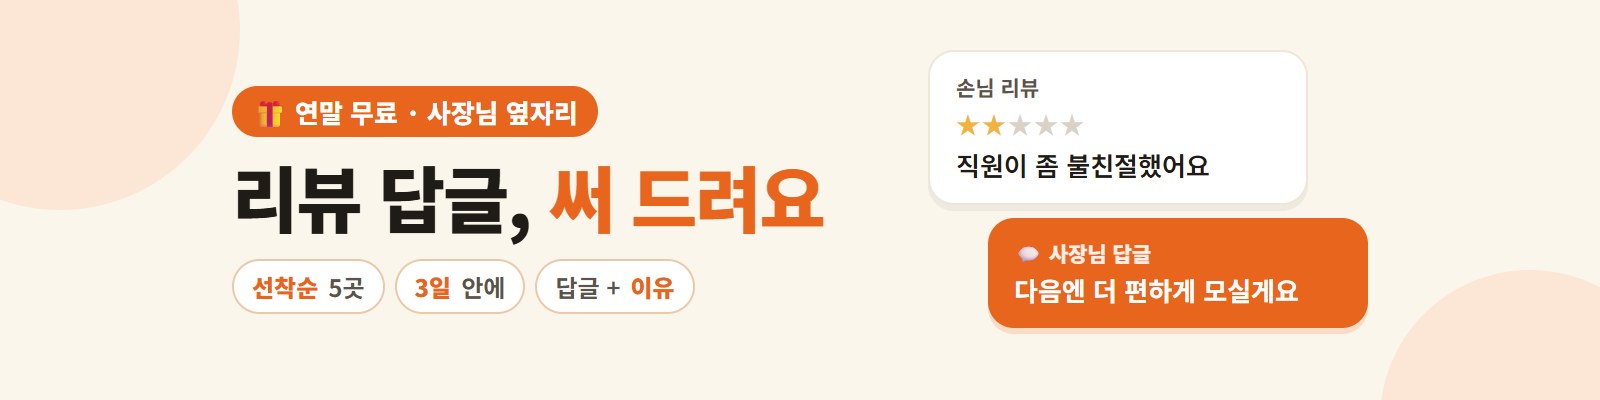 연말 무료 · 사장님 옆자리
리뷰 답글, 써 드려요
선착순 5곳
3일 안에
답글 + 이유
손님 리뷰
직원이 좀 불친절했어요
사장님 답글
다음엔 더 편하게 모실게요